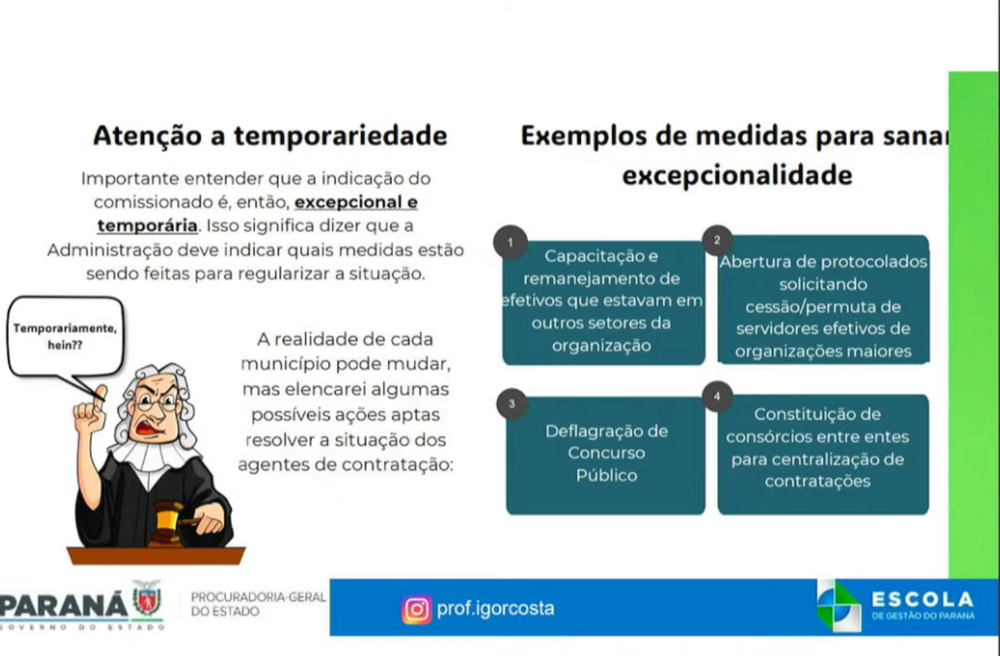 Atenção a temporariedade
Importante entender que a indicação do
comissionado é, então, excepcional e
temporária. Isso significa dizer que a
Administração deve indicar quais medidas estão
sendo feitas para regularizar a situação.
Temporariamente,
hein??
A realidade de cada
município pode mudar,
mas elencarei algumas
possíveis ações aptas
resolver a situação dos
agentes de contratação:
Exemplos de medidas para sanar
excepcionalidade
1
Capacitação e
remanejamento de
efetivos que estavam em
outros setores da
organização
2
Abertura de protocolados
solicitando
cessão/permuta de
servidores efetivos de
organizações maiores
3
Deflagração de
Concurso
Público
4
Constituição de
consórcios entre entes
para centralização de
contratações
PARANÁ
GOVERNO DO ESTADO
PROCURADORIA-GERAL
DO ESTADO
prof.igorcosta
ESCOLA
DE GESTÃO DO PARANÁ